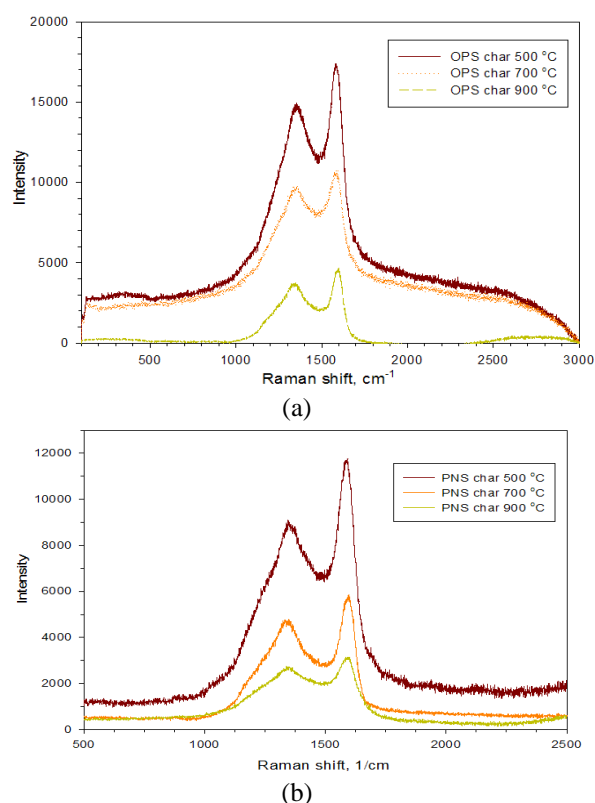 20000
15000
10000
5000
0
Intensity
OPS char 500 °C
OPS char 700 °C
OPS char 900 °C
500 1000 1500 2000 2500 3000
Raman shift, cm-1
(a)
12000
10000
8000
6000
4000
2000
0
Intensity
PNS char 500 °C
PNS char 700 °C
PNS char 900 °C
500 1000 1500 2000 2500
Raman shift, 1/cm
(b)